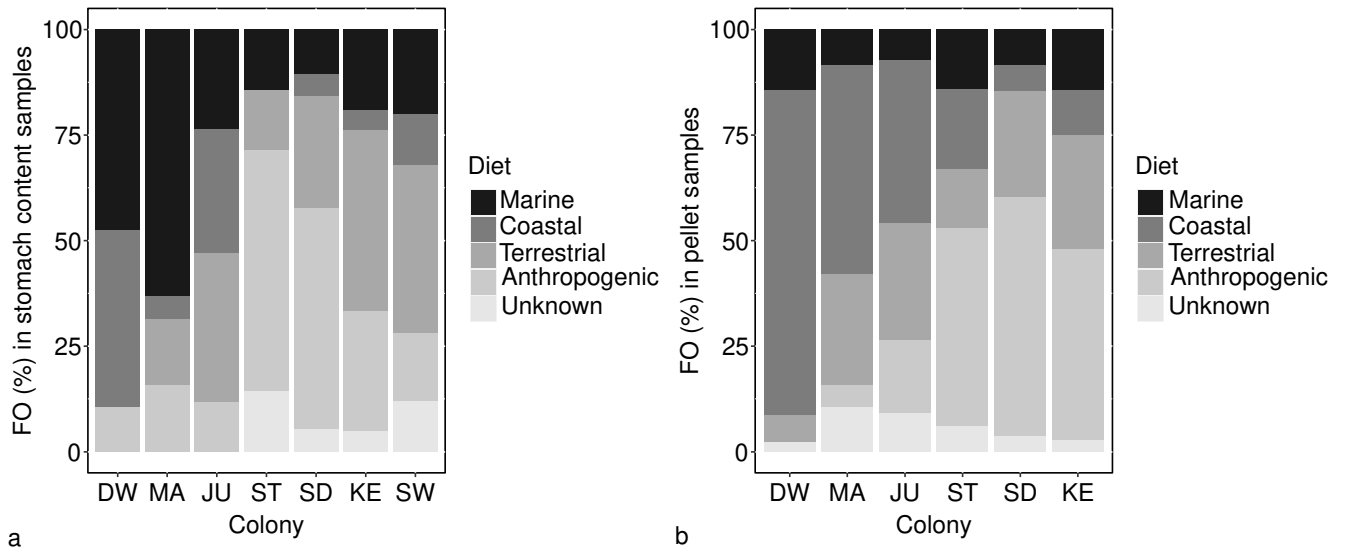 FO (%) in stomach content samples
100
75
50
25
0
DW MA JU ST SD KE SW
Colony
Diet
Marine
Coastal
Terrestrial
Anthropogenic
Unknown
a
FO (%) in pellet samples
100
75
50
25
0
DW MA JU ST SD KE
Colony
Diet
Marine
Coastal
Terrestrial
Anthropogenic
Unknown
b